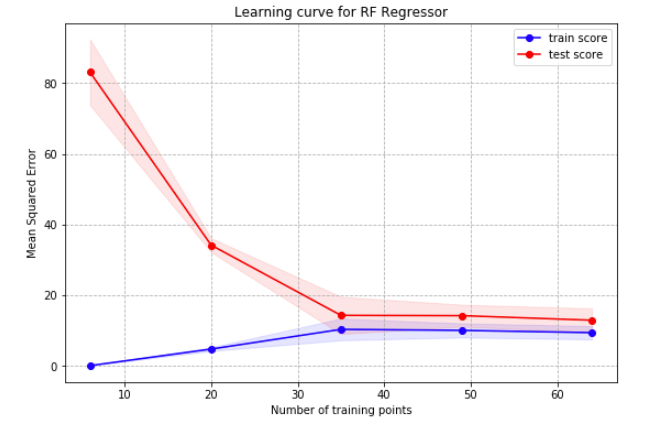 Learning curve for RF Regressor
train score
test score
Mean Squared Error
80
60
40
20
0
10
20
30
40
50
60
Number of training points